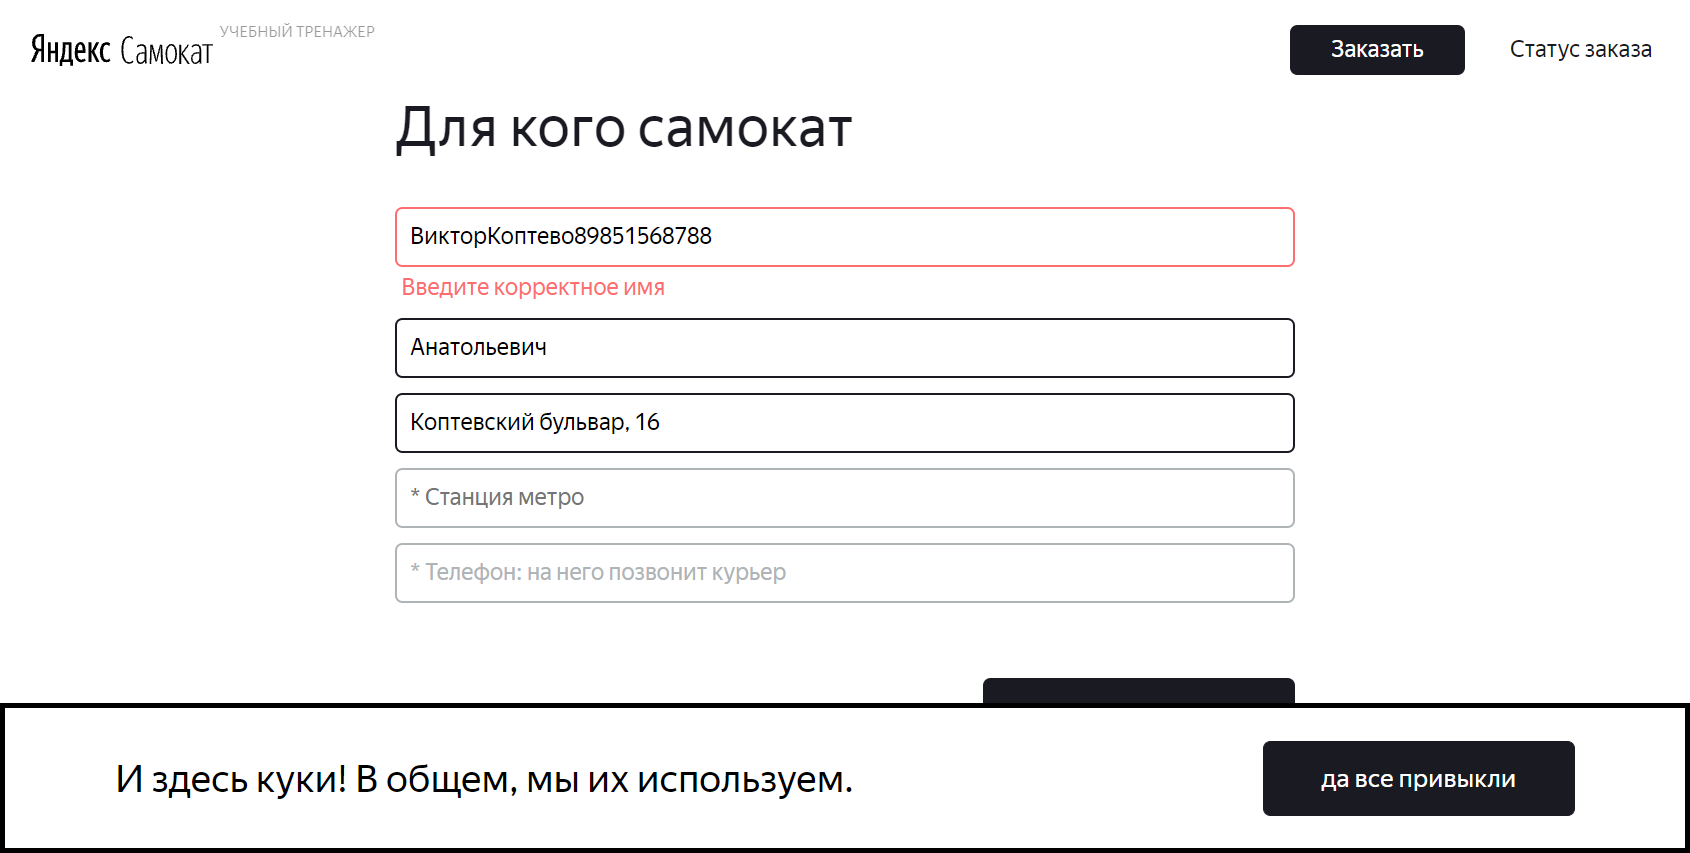 Яндекс Самокат
УЧЕБНЫЙ ТРЕНАЖЕР
Заказать
Статус заказа
Для кого самокат
ВикторКоптево89851568788
Введите корректное имя
Анатольевич
Коптевский бульвар, 16
* Станция метро
* Телефон: на него позвонит курьер
И здесь куки! В общем, мы их используем.
да все привыкли